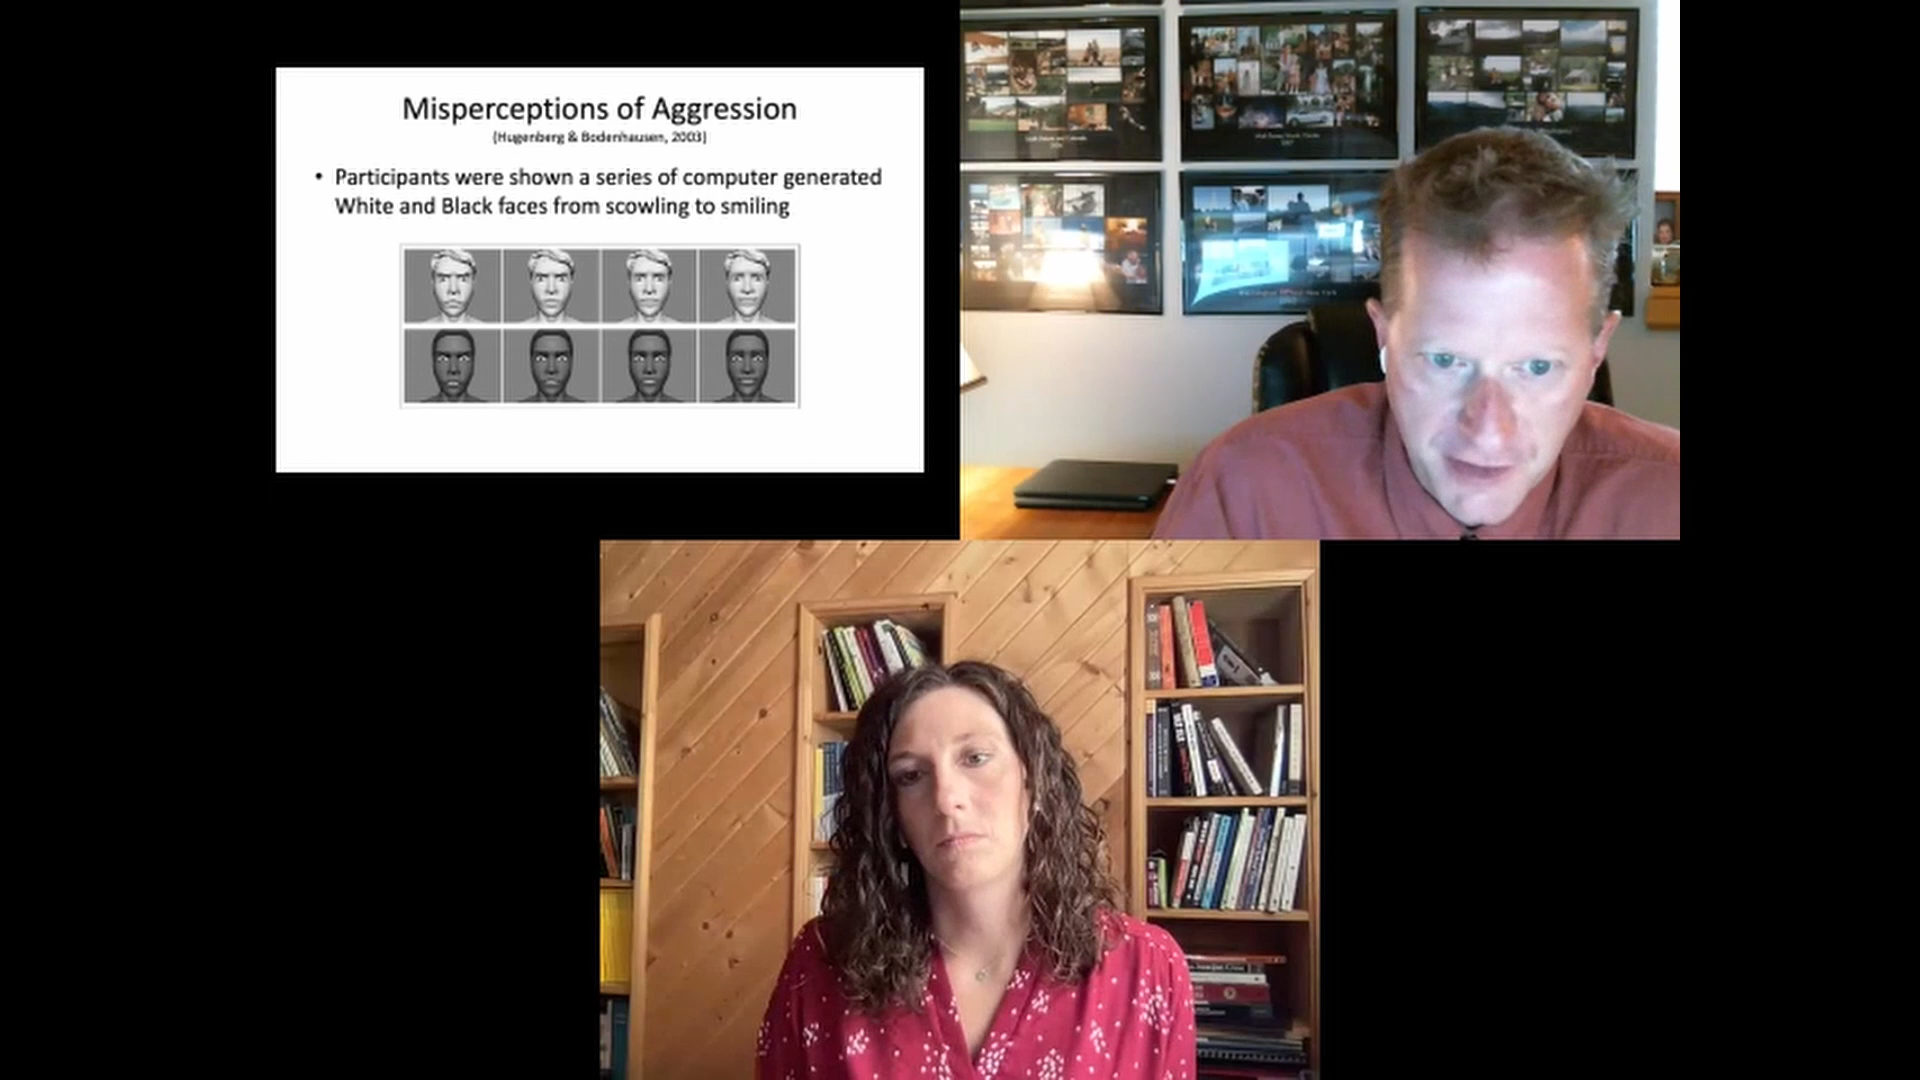 Misperceptions of Aggression
(Hugenberg & Bodenhausen, 2003)
• Participants were shown a series of computer generated
White and Black faces from scowling to smiling